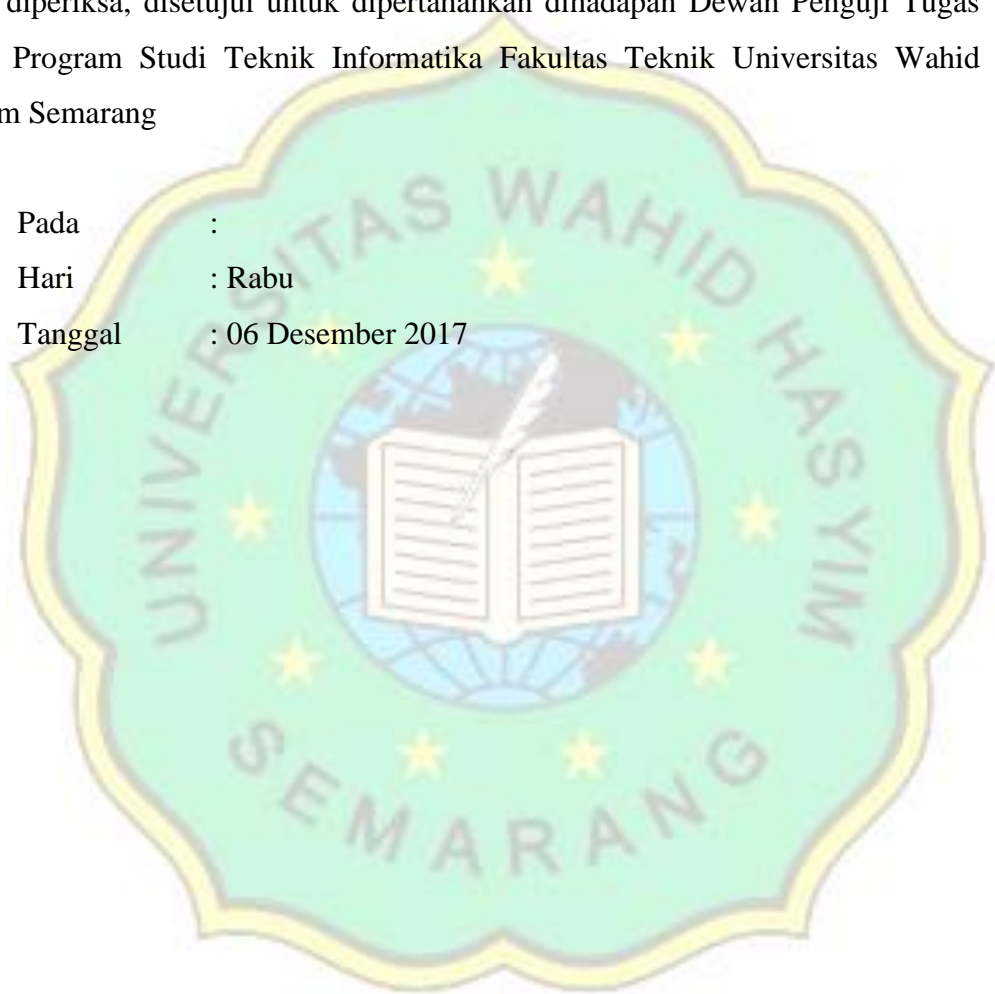 diperiksa, disetujui untuk dipertahankan dihadapan Dewan Penguji Tugas
Program Studi Teknik Informatika Fakultas Teknik Universitas Wahid
m Semarang
Pada :
Hari : Rabu
Tanggal : 06 Desember 2017
UNIVERSITAS WAHID HASYIM
SEMARANG